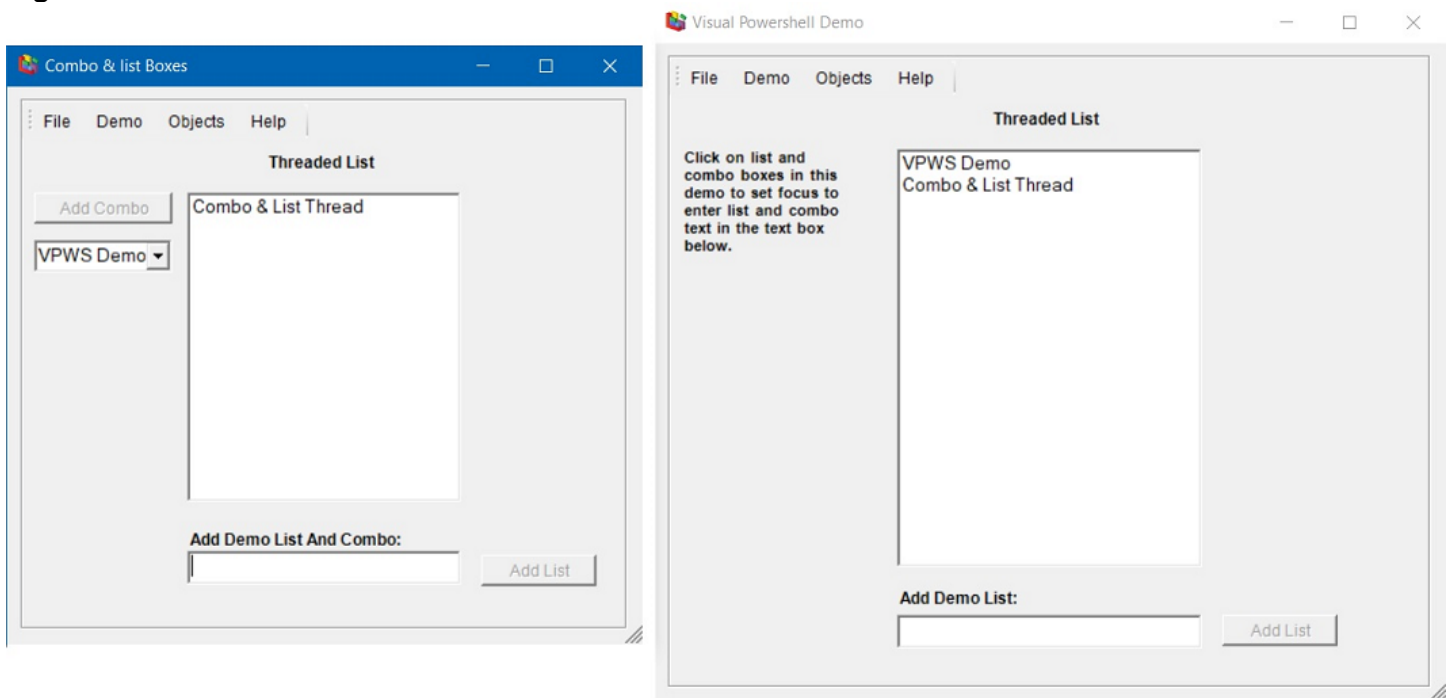 Combo & list Boxes
File Demo Objects Help
Threaded List
Add Combo
Combo & List Thread
VPWS Demo
Add Demo List And Combo:
Add List
Visual Powershell Demo
File Demo Objects Help
Threaded List
Click on list and
combo boxes in this
demo to set focus to
enter list and combo
text in the text box
below.
VPWS Demo
Combo & List Thread
Add Demo List:
Add List